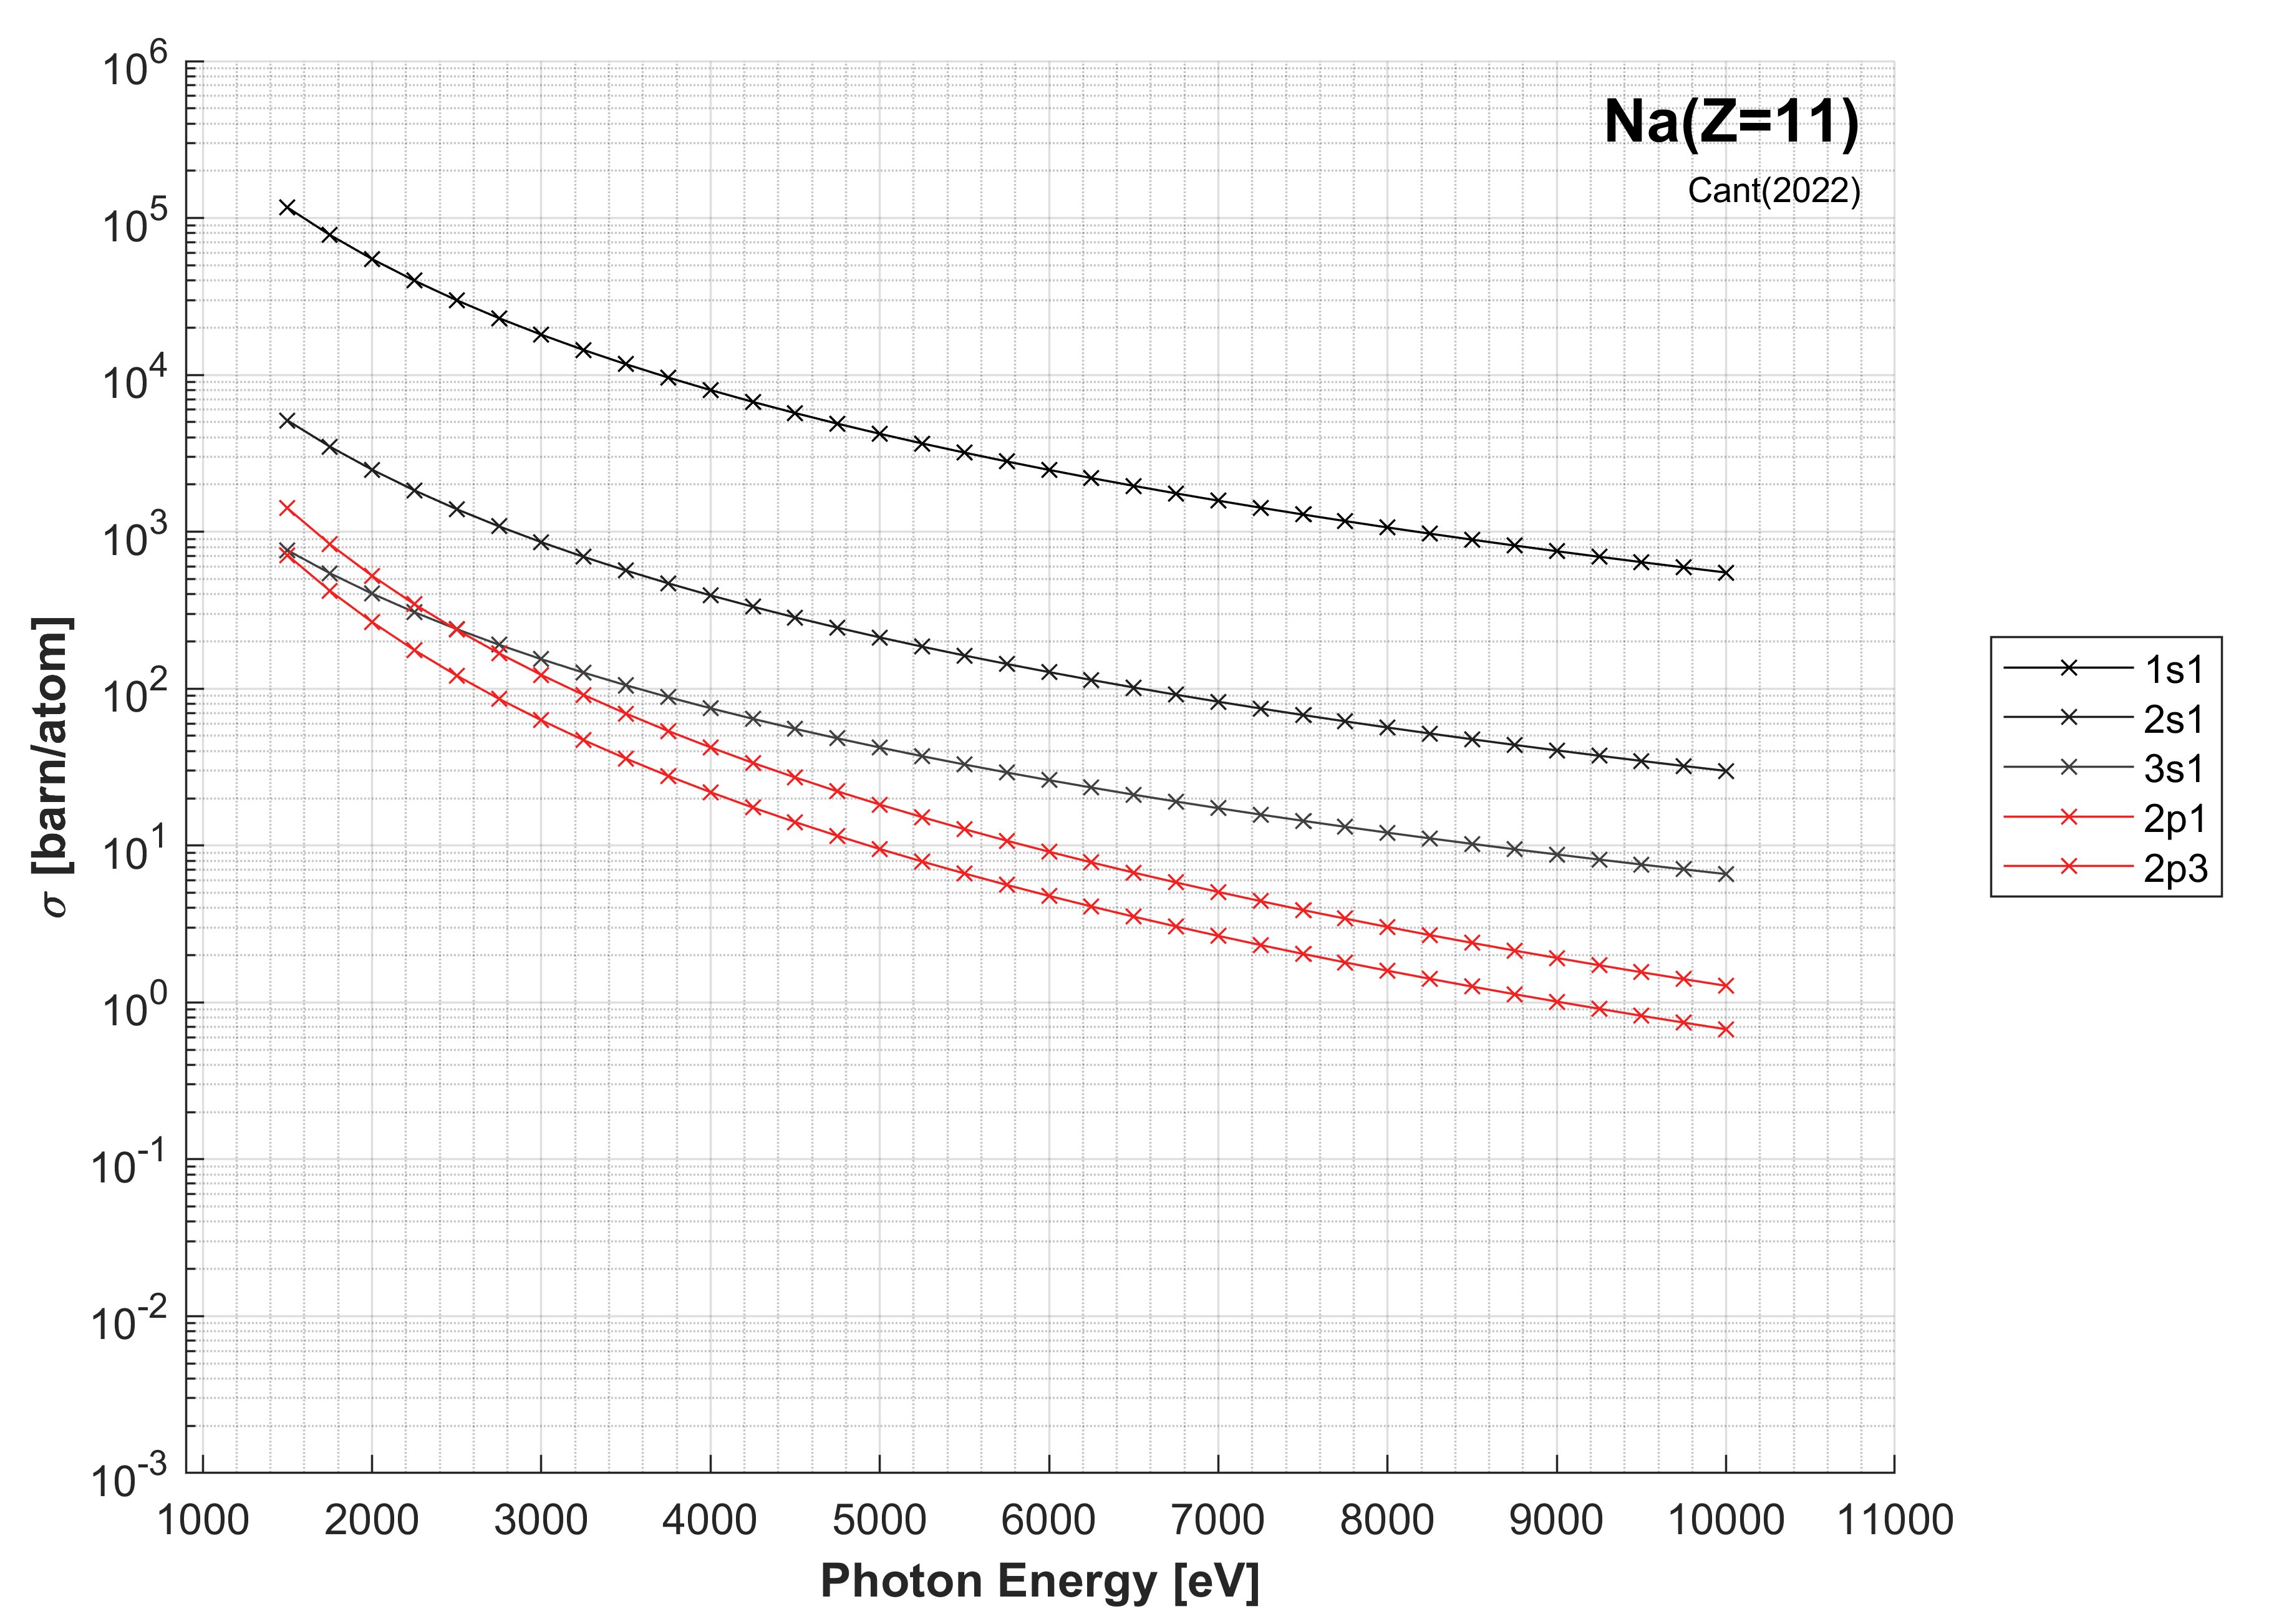 Na(Z=11)
Cant(2022)
10^6
10^5
10^4
10^3
10^2
10^1
10^0
10^-1
10^-2
10^-3
σ [barn/atom]
1000 2000 3000 4000 5000 6000 7000 8000 9000 10000 11000
Photon Energy [eV]
1s1
2s1
3s1
2p1
2p3